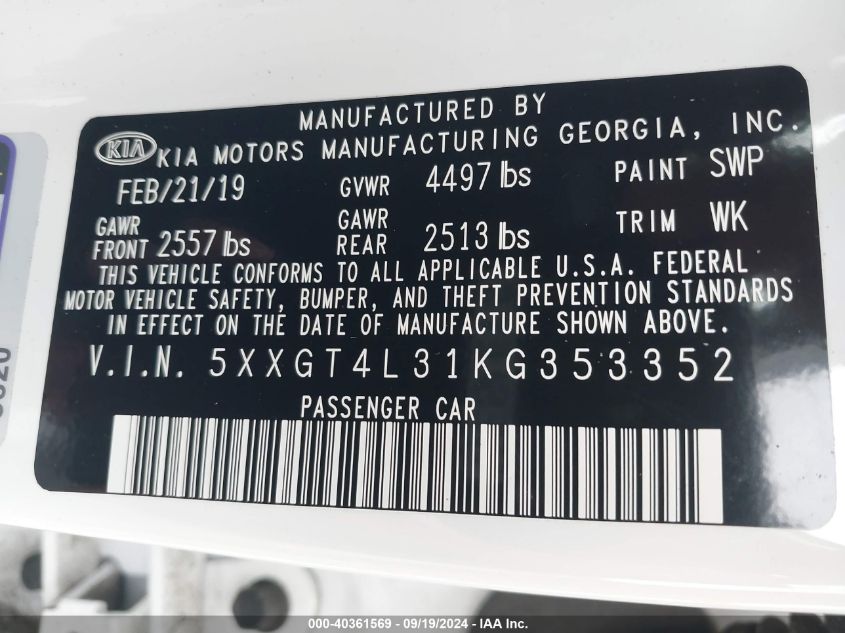 MANUFACTURED BY
KIA KIA MOTORS MANUFACTURING GEORGIA, INC.
FEB/21/19 GVWR 4497 lbs PAINT SWP
GAWR FRONT 2557 lbs GAWR REAR 2513 lbs TRIM WK
THIS VEHICLE CONFORMS TO ALL APPLICABLE U.S.A. FEDERAL
MOTOR VEHICLE SAFETY, BUMPER, AND THEFT PREVENTION STANDARDS
IN EFFECT ON THE DATE OF MANUFACTURE SHOWN ABOVE.
V.I.N. 5XXGT4L31KG353352
PASSENGER CAR
000-40361569 - 09/19/2024 - IAA Inc.